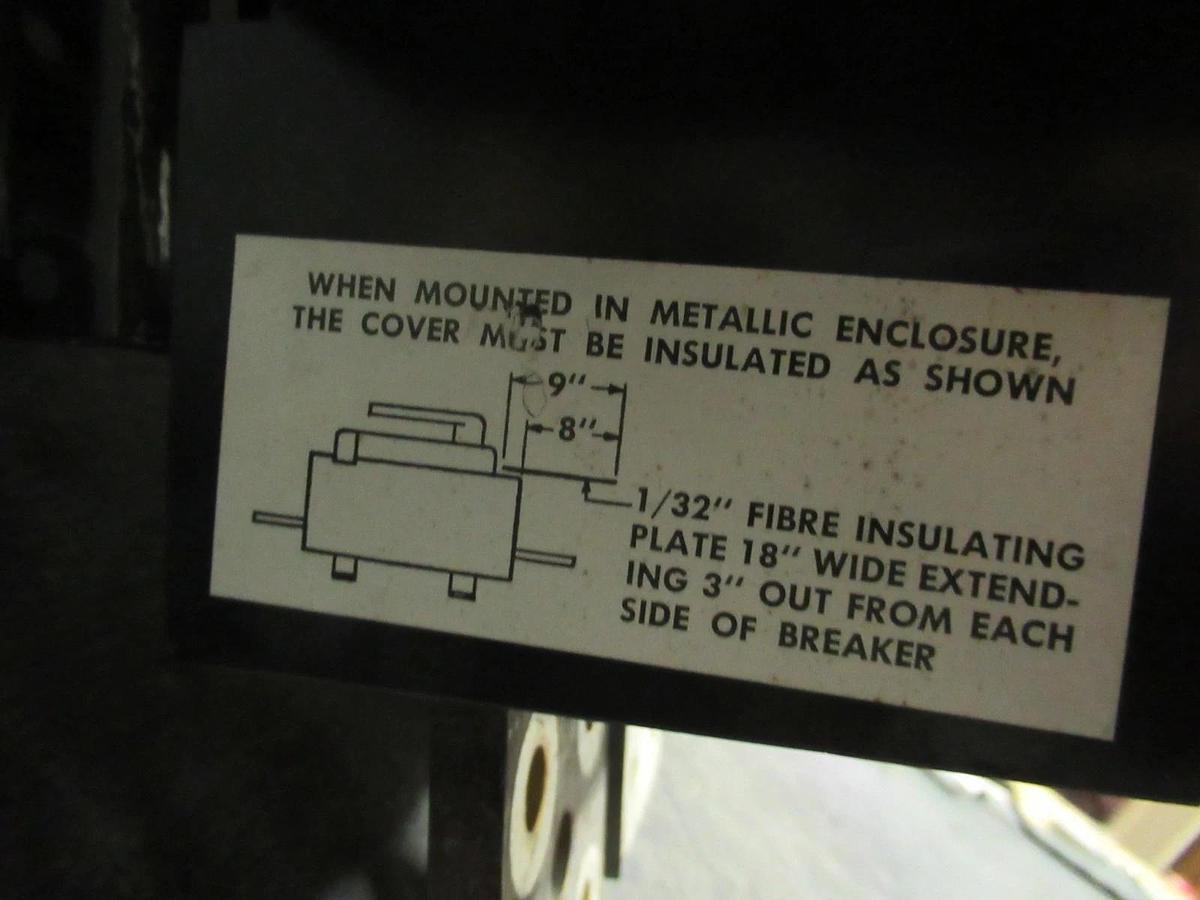 WHEN MOUNTED IN METALLIC ENCLOSURE,
THE COVER MUST BE INSULATED AS SHOWN
9"
8"
1/32" FIBRE INSULATING
PLATE 18" WIDE EXTEND-
ING 3" OUT FROM EACH
SIDE OF BREAKER